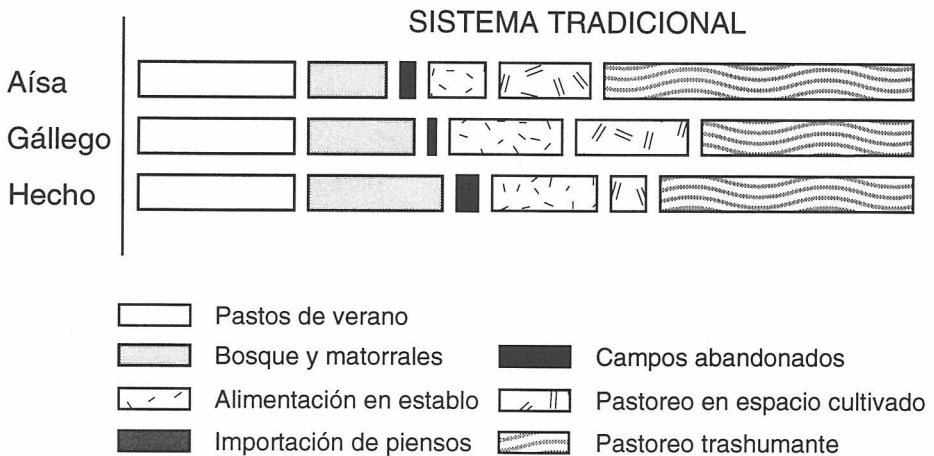 SISTEMA TRADICIONAL
Aísa
Gállego
Hecho
Pastos de verano
Bosque y matorrales
Campos abandonados
Alimentación en establo
Pastoreo en espacio cultivado
Importación de piensos
Pastoreo trashumante